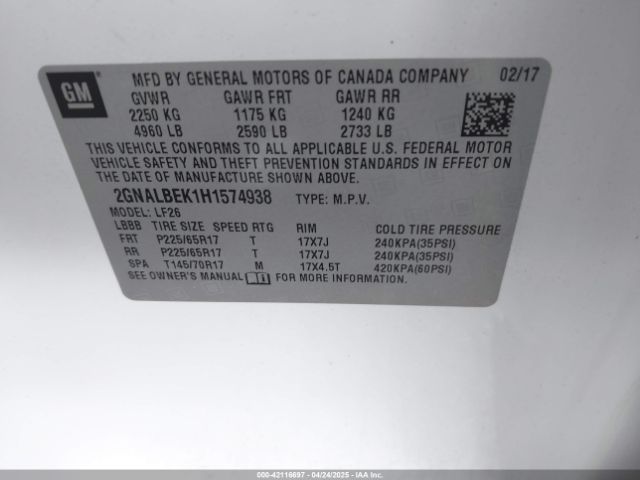 GM
MFD BY GENERAL MOTORS OF CANADA COMPANY 02/17
GVWR GAWR FRT GAWR RR
2250 KG 1175 KG 1240 KG
4960 LB 2590 LB 2733 LB
THIS VEHICLE CONFORMS TO ALL APPLICABLE U.S. FEDERAL MOTOR
VEHICLE SAFETY AND THEFT PREVENTION STANDARDS IN EFFECT ON
THE DATE OF MANUFACTURE SHOWN ABOVE.
2GNALBEK1H1574938 TYPE: M.P.V.
MODEL: LF26
LBBB TIRE SIZE SPEED RTG RIM COLD TIRE PRESSURE
FRT P225/65R17 T 17X7J 240KPA(35PSI)
RR P225/65R17 T 17X7J 240KPA(35PSI)
SPA T145/70R17 M 17X4.5T 420KPA(60PSI)
SEE OWNER'S MANUAL FOR MORE INFORMATION.
000-42116697 - 04/24/2025 - IAAI.COM